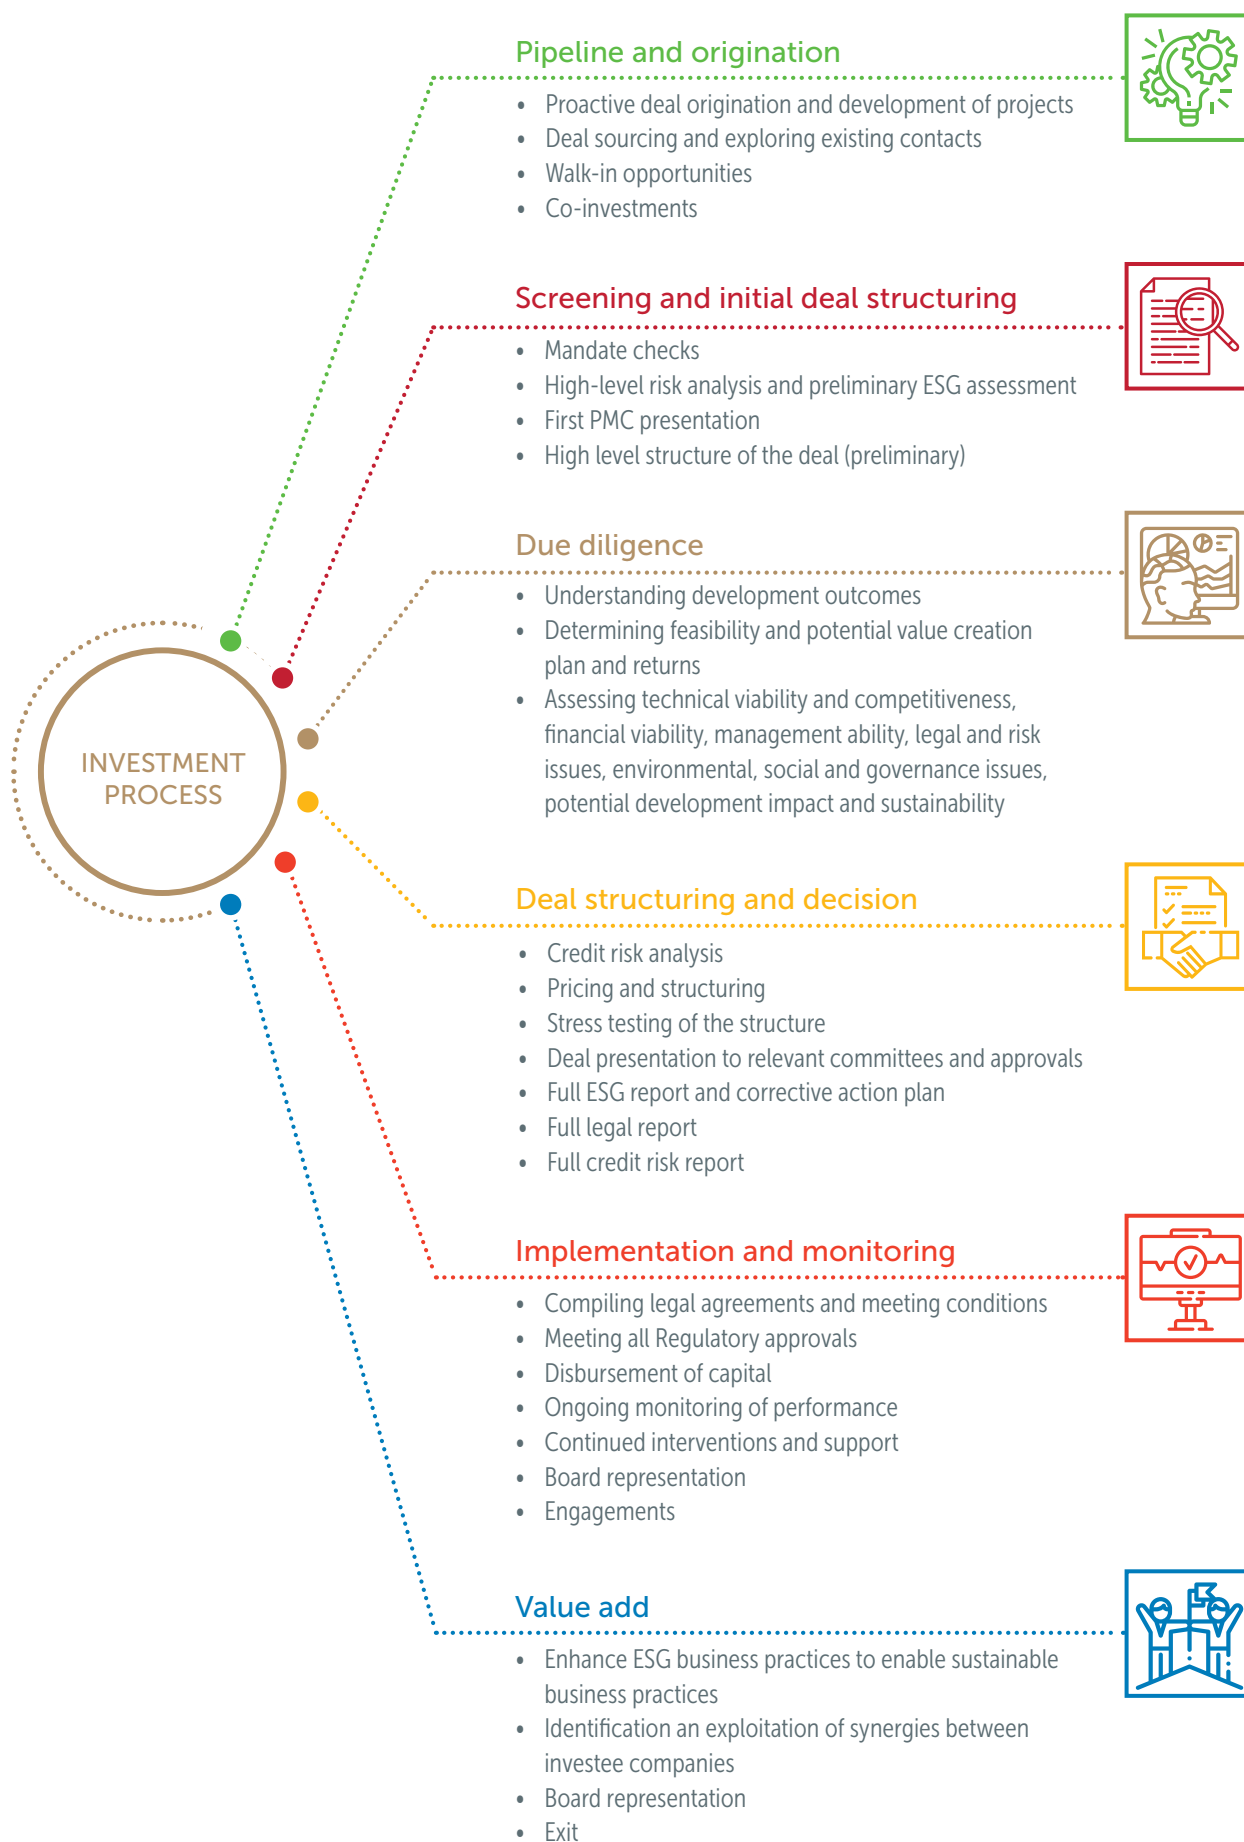 Pipeline and origination
• Proactive deal origination and development of projects
• Deal sourcing and exploring existing contacts
• Walk-in opportunities
• Co-investments
Screening and initial deal structuring
• Mandate checks
• High-level risk analysis and preliminary ESG assessment
• First PMC presentation
• High level structure of the deal (preliminary)
Due diligence
• Understanding development outcomes
• Determining feasibility and potential value creation
plan and returns
• Assessing technical viability and competitiveness,
financial viability, management ability, legal and risk
issues, environmental, social and governance issues,
potential development impact and sustainability
INVESTMENT
PROCESS
Deal structuring and decision
• Credit risk analysis
• Pricing and structuring
• Stress testing of the structure
• Deal presentation to relevant committees and approvals
• Full ESG report and corrective action plan
• Full legal report
• Full credit risk report
Implementation and monitoring
• Compiling legal agreements and meeting conditions
• Meeting all Regulatory approvals
• Disbursement of capital
• Ongoing monitoring of performance
• Continued interventions and support
• Board representation
• Engagements
Value add
• Enhance ESG business practices to enable sustainable
business practices
• Identification an exploitation of synergies between
investee companies
• Board representation
• Exit